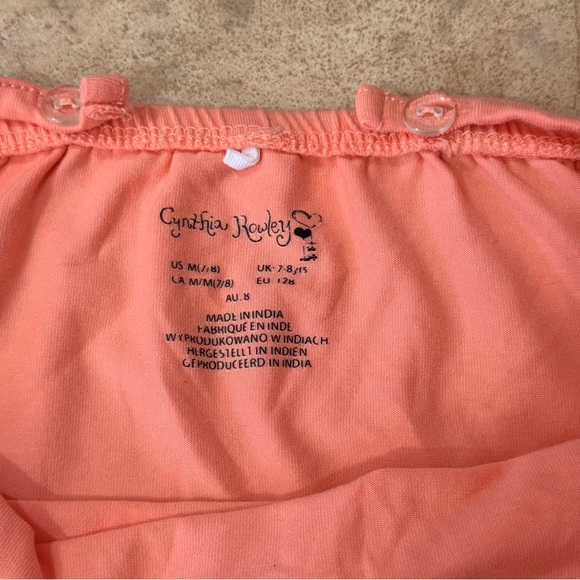 Cynthia Rowley
US M(7/8) UK 7-8yrs
CA M/M(7/8) EU 128
AU. 8
MADE IN INDIA
FABRIQUÉ EN INDE
WYPRODUKOWANO W INDIACH
HERGESTELLT IN INDIEN
GEPRODUCEERD IN INDIA